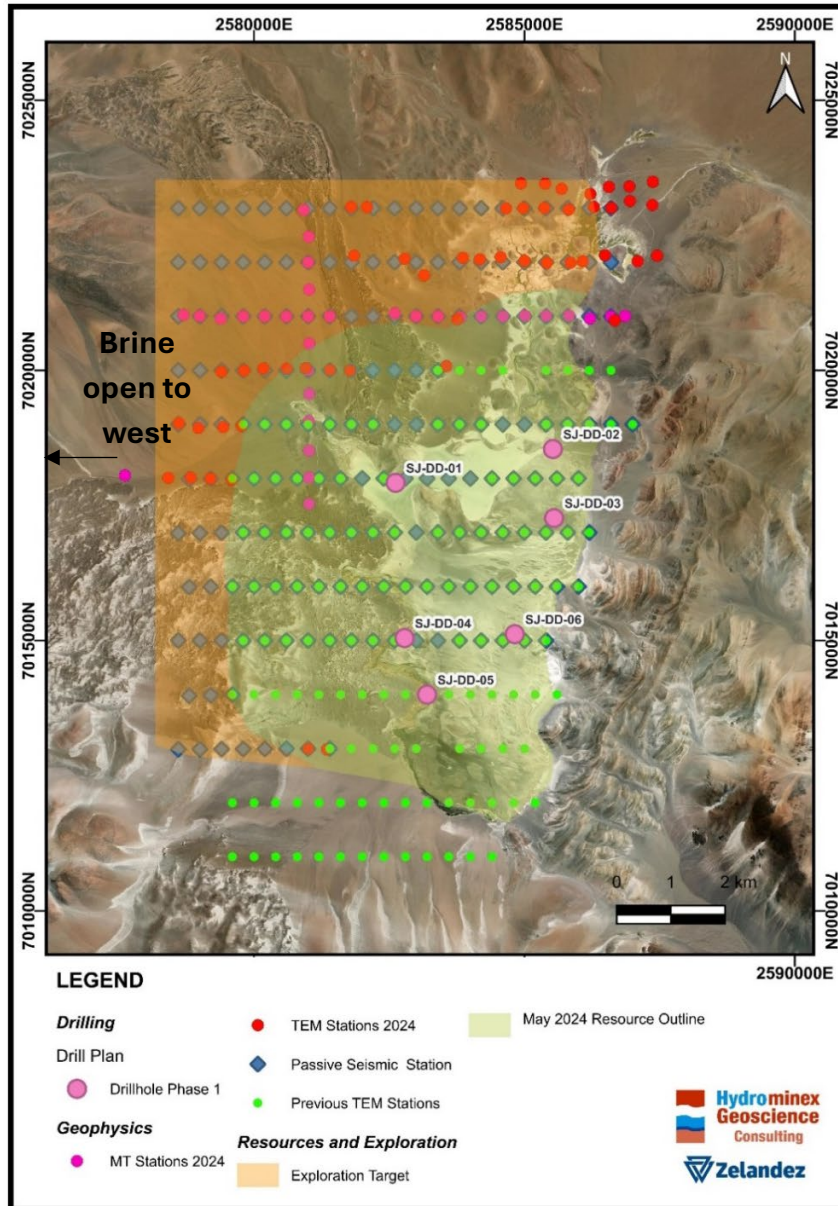 2580000E 2585000E 2590000E
N
7025000N 7025000N
7020000N 7020000N
Brine
open to
west
SJ-DD-02
SJ-DD-01
SJ-DD-03
7015000N 7015000N
SJ-DD-04 SJ-DD-06
SJ-DD-05
0 1 2 km
7010000N 7010000N
2580000E 2585000E 2590000E
LEGEND
Drilling
Drill Plan
Drillhole Phase 1
Geophysics
MT Stations 2024
TEM Stations 2024
Passive Seismic Station
Previous TEM Stations
Resources and Exploration
Exploration Target
May 2024 Resource Outline
Hydrominex
Geoscience
Consulting
Zelandez